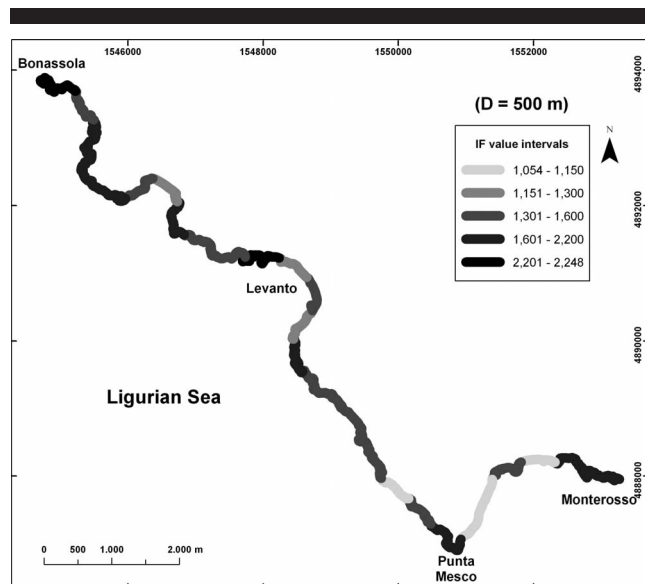 1546000 1548000 1550000 1552000
Bonassola
4894000
(D = 500 m)
N
IF value intervals
1,054 - 1,150
1,151 - 1,300
1,301 - 1,600
1,601 - 2,200
2,201 - 2,248
4892000
Levanto
4890000
Ligurian Sea
4888000
Monterosso
0 500 1.000 2.000 m
Punta
Mesco